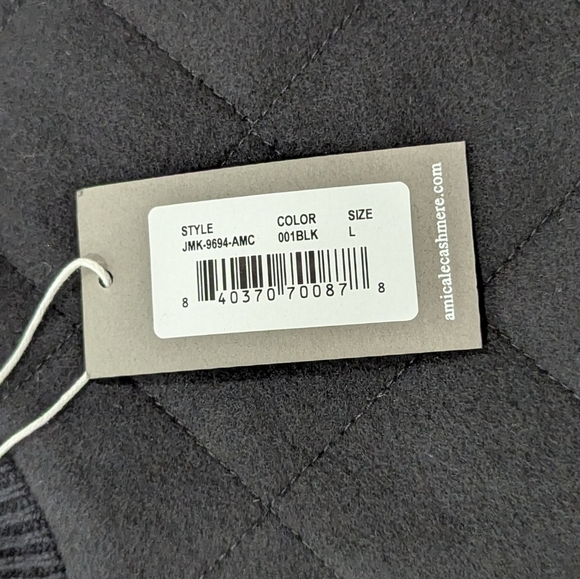 STYLE COLOR SIZE
JMK-9694-AMC 001BLK L
8 40370 70087 8
amicalecashmere.com